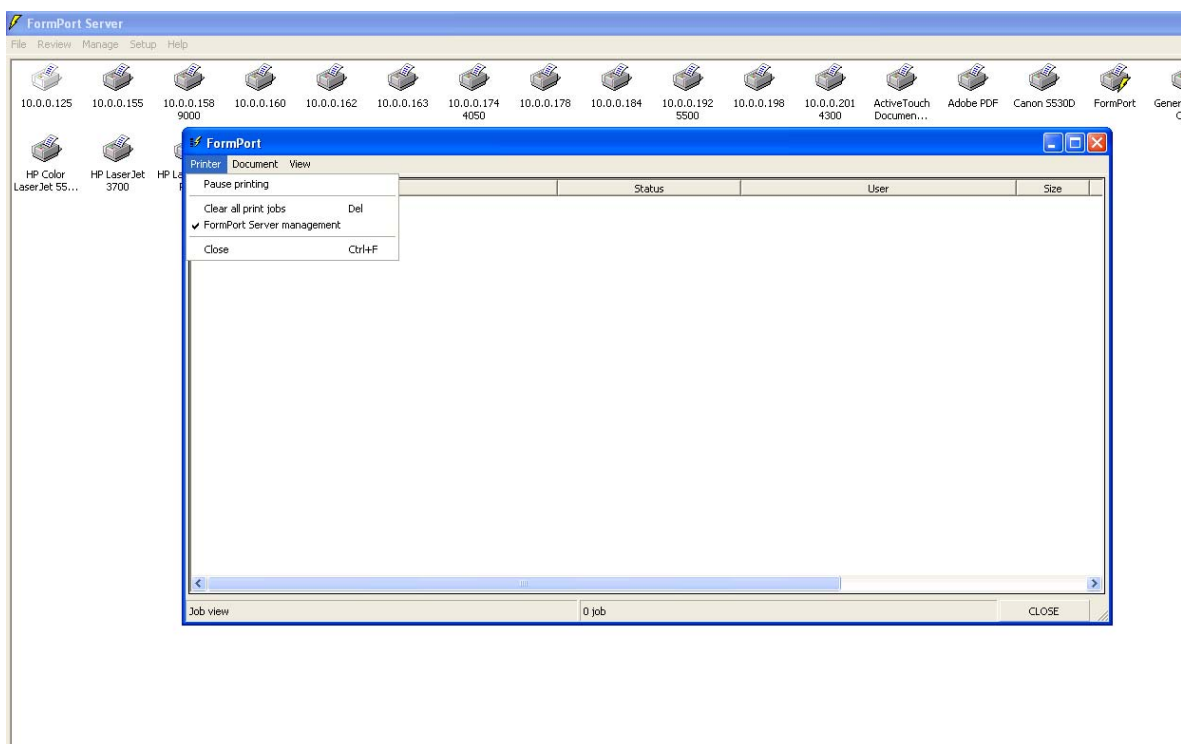 FormPort Server
File Review Manage Setup Help
10.0.0.125 10.0.0.155 10.0.0.158 10.0.0.160 10.0.0.162 10.0.0.163 10.0.0.174 10.0.0.178 10.0.0.184 10.0.0.192 10.0.0.198 10.0.0.201 ActiveTouch Adobe PDF Canon S530D FormPort Gener
9000 4050 5500 4300 Documen...
FormPort
Printer Document View
HP Color HP LaserJet HP La
LaserJet 55... 3700
Pause printing
Status User Size
Clear all print jobs Del
FormPort Server management
Close Ctrl+F
Job view 0 job CLOSE